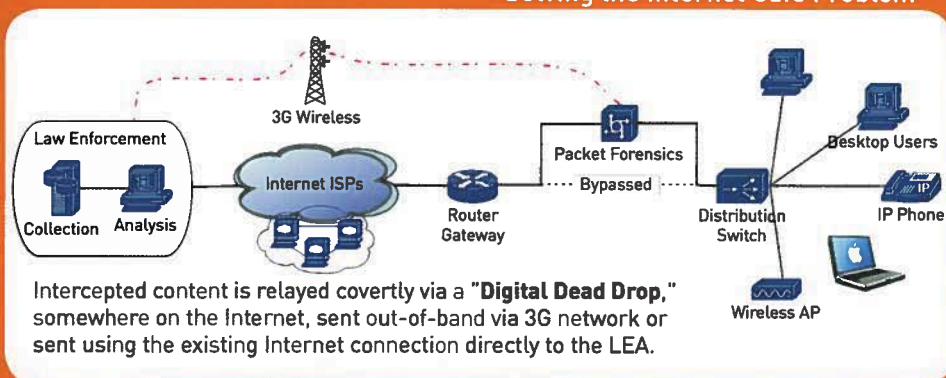 3G Wireless
Law Enforcement
Collection
Analysis
Internet ISPs
Router
Gateway
Packet Forensics
Bypassed
Distribution
Switch
Desktop Users
IP
IP Phone
Wireless AP
Intercepted content is relayed covertly via a "Digital Dead Drop,"
somewhere on the Internet, sent out-of-band via 3G network or
sent using the existing Internet connection directly to the LEA.